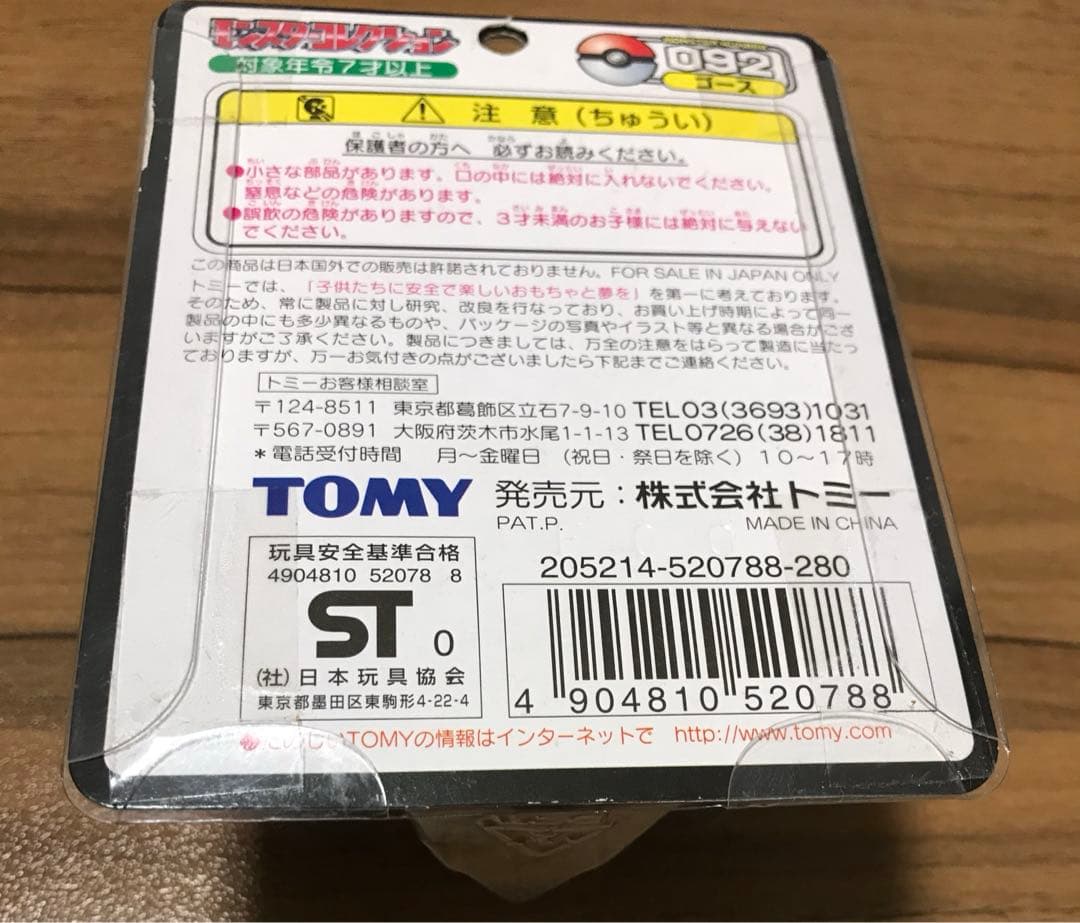 モンスターコレクション
対象年令7才以上
092
ゴース
注意(ちゅうい)
保護者の方へ 必ずお読みください。
●小さな部品があります。口の中には絶対に入れないでください。
窒息などの危険があります。
●誤飲の危険がありますので、3才未満のお子様には絶対に与えない
でください。
この商品は日本国外での販売は許諾されておりません。FOR SALE IN JAPAN ONLY
トミーでは、「子供たちに安全で楽しいおもちゃと夢を」を第一に考えております。
そのため、常に製品に対し研究、改良を行なっており、お買い上げ時期によって同一
製品の中にも多少異なるものや、パッケージの写真やイラスト等と異なる場合がござ
いますがご了承ください。製品につきましては、万全の注意をはらって製造に当たっ
ておりますが、万一お気付きの点がございましたら下記までご連絡ください。
トミーお客様相談室
〒124-8511 東京都葛飾区立石7-9-10 TEL03(3693)1031
〒567-0891 大阪府茨木市水尾1-1-13 TEL0726(38)1811
*電話受付時間 月～金曜日 (祝日・祭日を除く) 10～17時
TOMY 発売元:株式会社トミー
PAT.P. MADE IN CHINA
玩具安全基準合格
4904810 52078 8
ST 0
(社)日本玩具協会
東京都墨田区東駒形4-22-4
205214-520788-280
4 904810 520788
たのしいTOMYの情報はインターネットで http://www.tomy.com